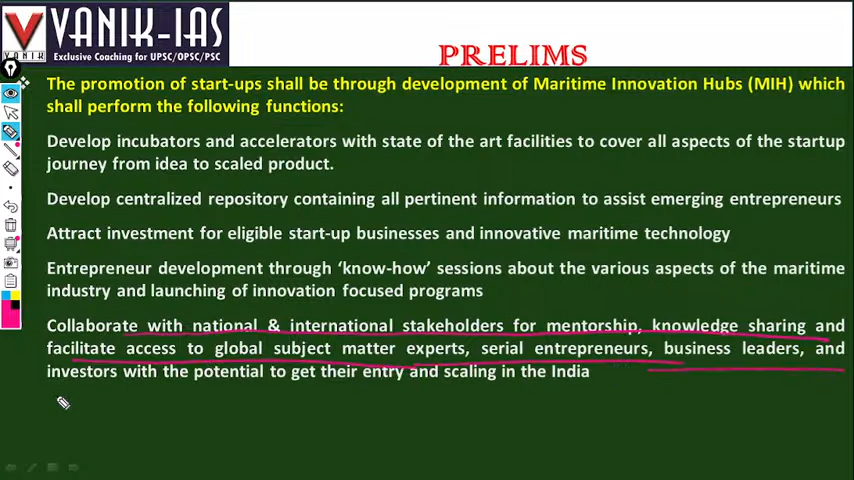 VANIK-IAS
VANIK
Exclusive Coaching for UPSC/OPSC/PSC
PRELIMS
The promotion of start-ups shall be through development of Maritime Innovation Hubs (MIH) which
shall perform the following functions:
Develop incubators and accelerators with state of the art facilities to cover all aspects of the startup
journey from idea to scaled product.
Develop centralized repository containing all pertinent information to assist emerging entrepreneurs
Attract investment for eligible start-up businesses and innovative maritime technology
Entrepreneur development through ‘know-how’ sessions about the various aspects of the maritime
industry and launching of innovation focused programs
Collaborate with national & international stakeholders for mentorship, knowledge sharing and
facilitate access to global subject matter experts, serial entrepreneurs, business leaders, and
investors with the potential to get their entry and scaling in the India